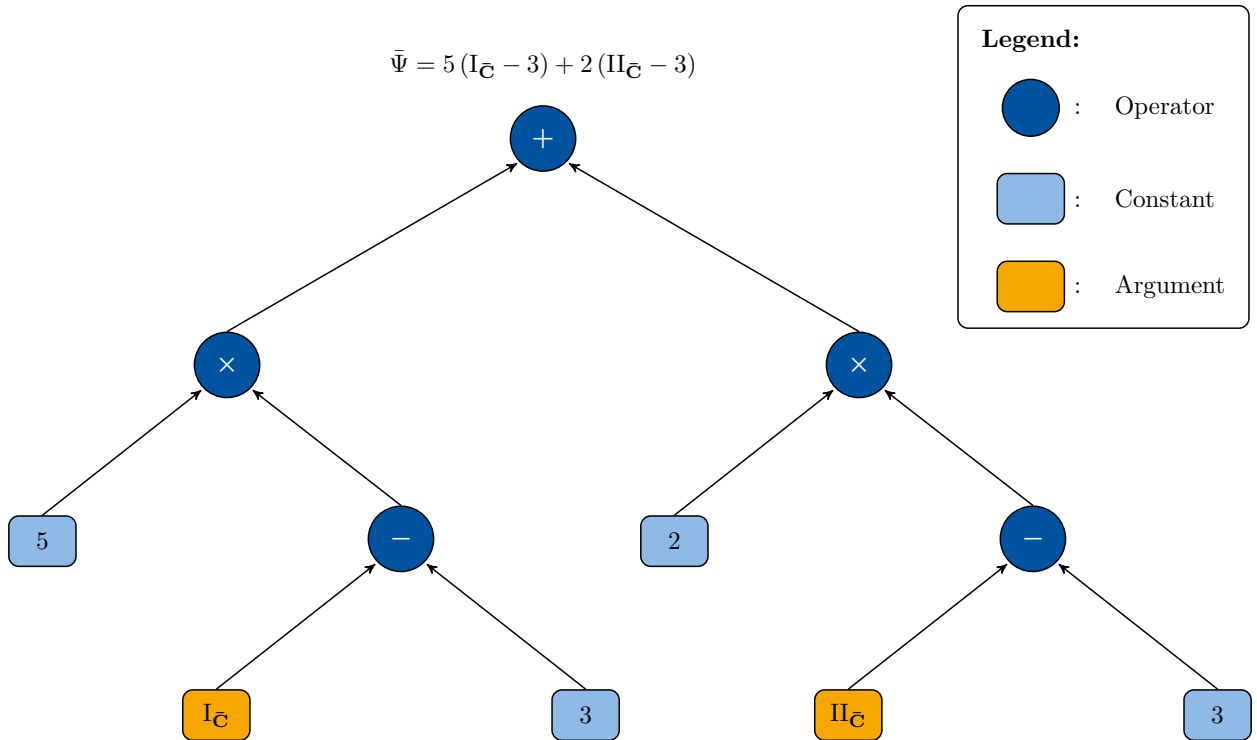 Legend:
Ψ̄ = 5 (I_C̄ − 3) + 2 (II_C̄ − 3)
: Operator
+
: Constant
: Argument
× ×
5 − 2 −
I_C̄ 3 II_C̄ 3